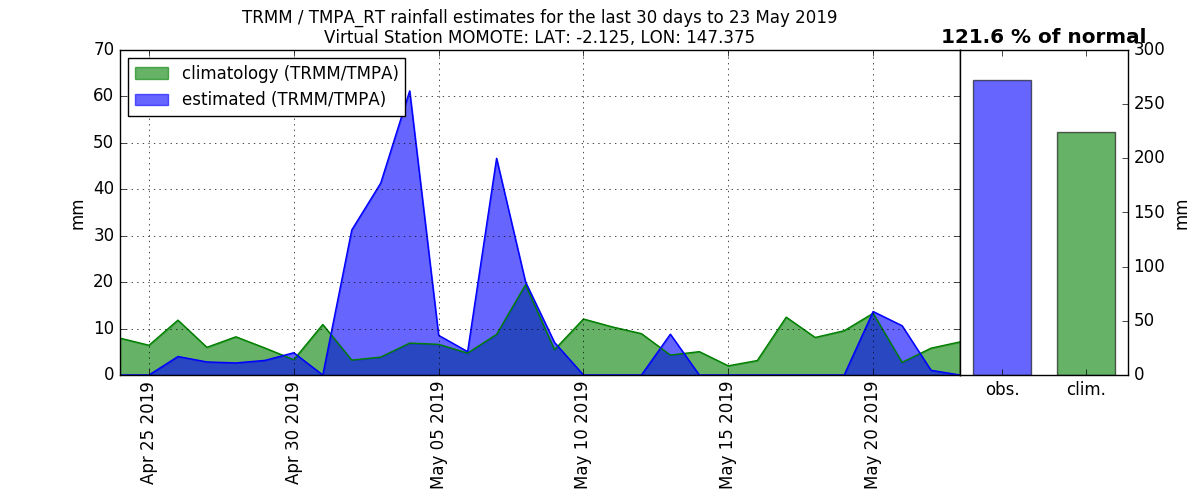 TRMM / TMPA_RT rainfall estimates for the last 30 days to 23 May 2019
Virtual Station MOMOTE: LAT: -2.125, LON: 147.375
121.6 % of normal
climatology (TRMM/TMPA)
estimated (TRMM/TMPA)
70
60
50
40
30
20
10
0
mm
Apr 25 2019
Apr 30 2019
May 05 2019
May 10 2019
May 15 2019
May 20 2019
300
250
200
150
100
50
0
mm
obs.
clim.